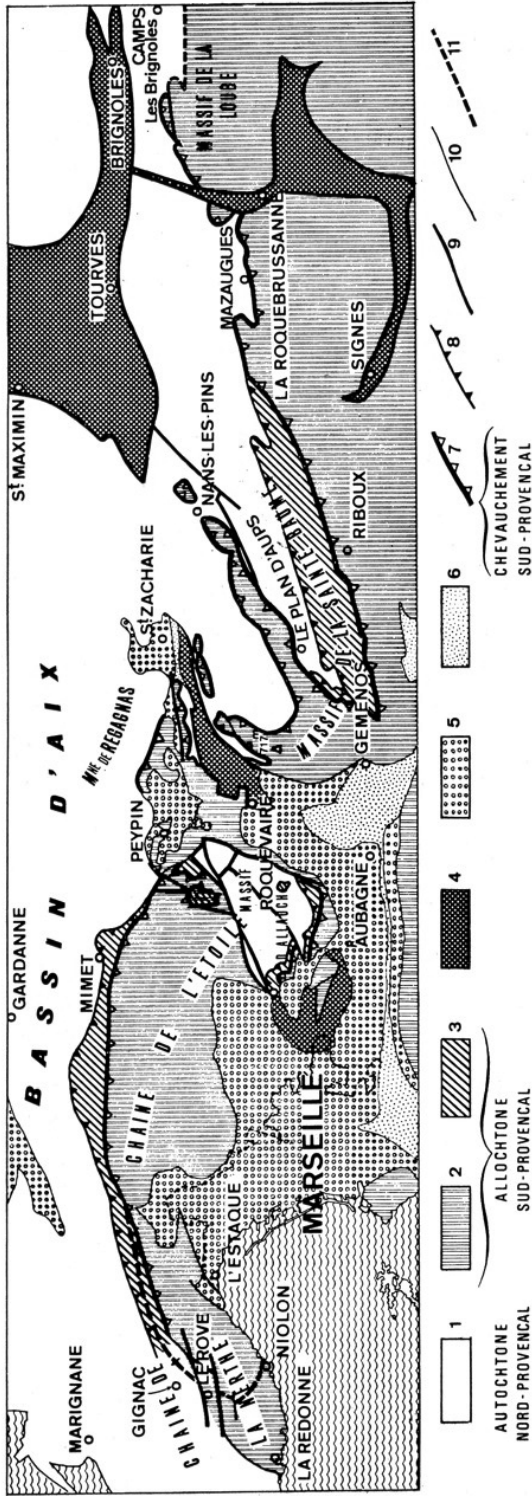 MARIGNANE
GARDANNE
St MAXIMIN
BASSIN D'AIX
Mne DE REGAGNAS
TOURVES
BRIGNOLES
CAMPS
Les Brignoles
GIGNAC
MIMET
PEYPIN
St ZACHARIE
NANS-LES-PINS
MAZAUGUES
MASSIF DE LA
LOUBE
CHAINE DE
LA NERTHE
LE ROVE
CHAINE DE L'ETOILE
MASSIF
D'ALLAUCH
ROQUEVAIRE
LE PLAN D'AUPS
MASSIF DE LA SAINTE-BAUME
LA ROQUEBRUSSANNE
L'ESTAQUE
NIOLON
LA REDONNE
MARSEILLE
AUBAGNE
GEMENOS
RIBOUX
SIGNES
1
2
3
4
5
6
7
8
9
10
11
AUTOCHTONE
NORD-PROVENCAL
ALLOCHTONE
SUD-PROVENCAL
CHEVAUCHEMENT
SUD-PROVENCAL